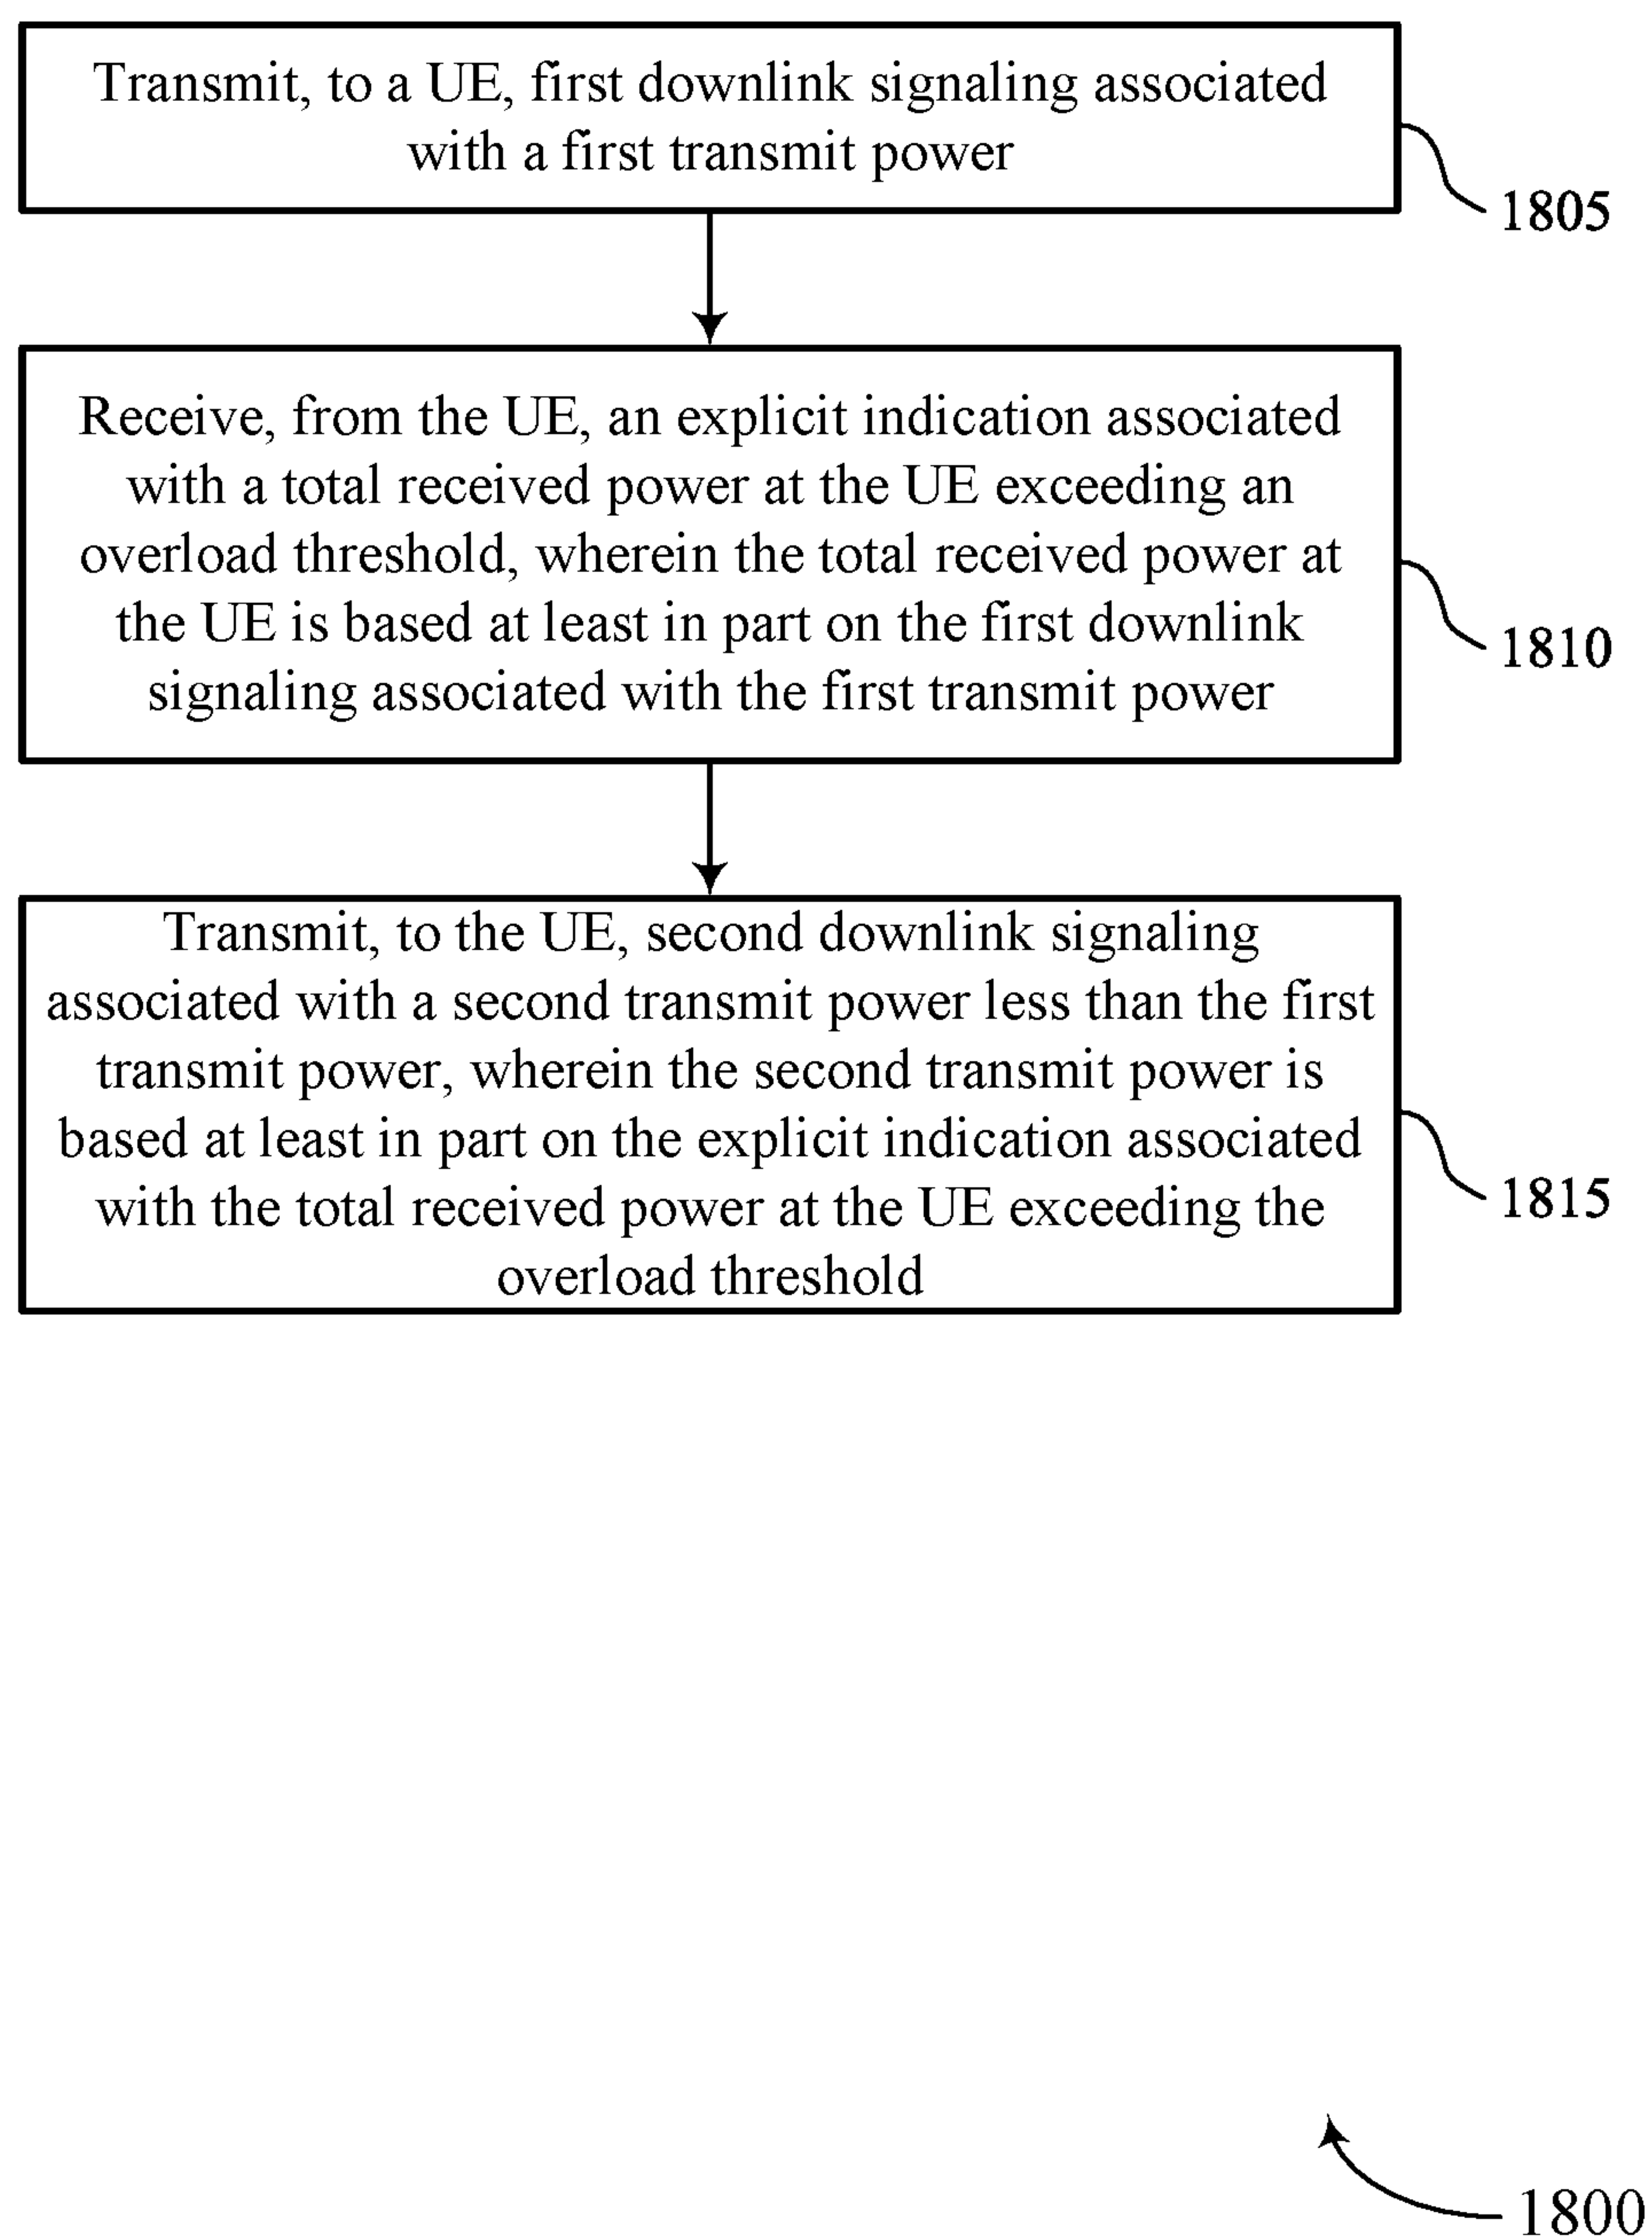 Transmit, to a UE, first downlink signaling associated
with a first transmit power
1805
Receive, from the UE, an explicit indication associated
with a total received power at the UE exceeding an
overload threshold, wherein the total received power at
the UE is based at least in part on the first downlink
signaling associated with the first transmit power
1810
Transmit, to the UE, second downlink signaling
associated with a second transmit power less than the first
transmit power, wherein the second transmit power is
based at least in part on the explicit indication associated
with the total received power at the UE exceeding the
overload threshold
1815
1800